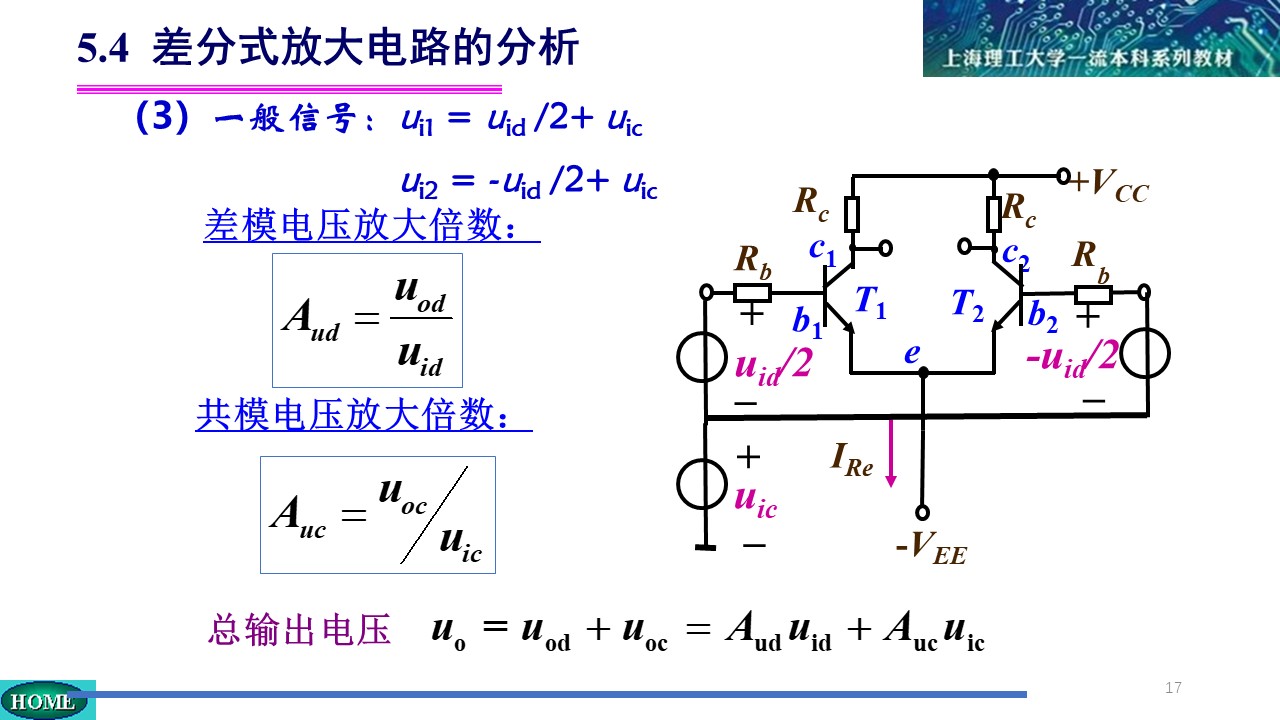 5.4 差分式放大电路的分析
上海理工大学一流本科系列教材
(3) 一般信号: ui1 = uid /2+ uic
ui2 = -uid /2+ uic
差模电压放大倍数:
Aud = uod / uid
共模电压放大倍数:
Auc = uoc / uic
总输出电压 uo = uod + uoc = Aud uid + Auc uic
+VCC
Rc
Rc
c1
c2
Rb
Rb
T1
T2
b1
b2
+
+
e
uid/2
-uid/2
–
–
+
IRe
uic
–
-VEE
HOME
17